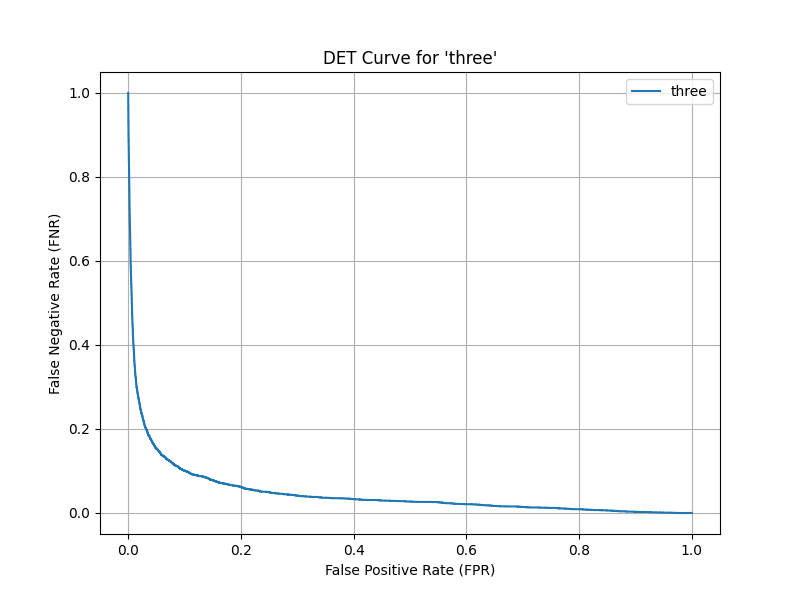 DET Curve for 'three'
three
1.0
0.8
0.6
0.4
0.2
0.0
False Negative Rate (FNR)
0.0 0.2 0.4 0.6 0.8 1.0
False Positive Rate (FPR)